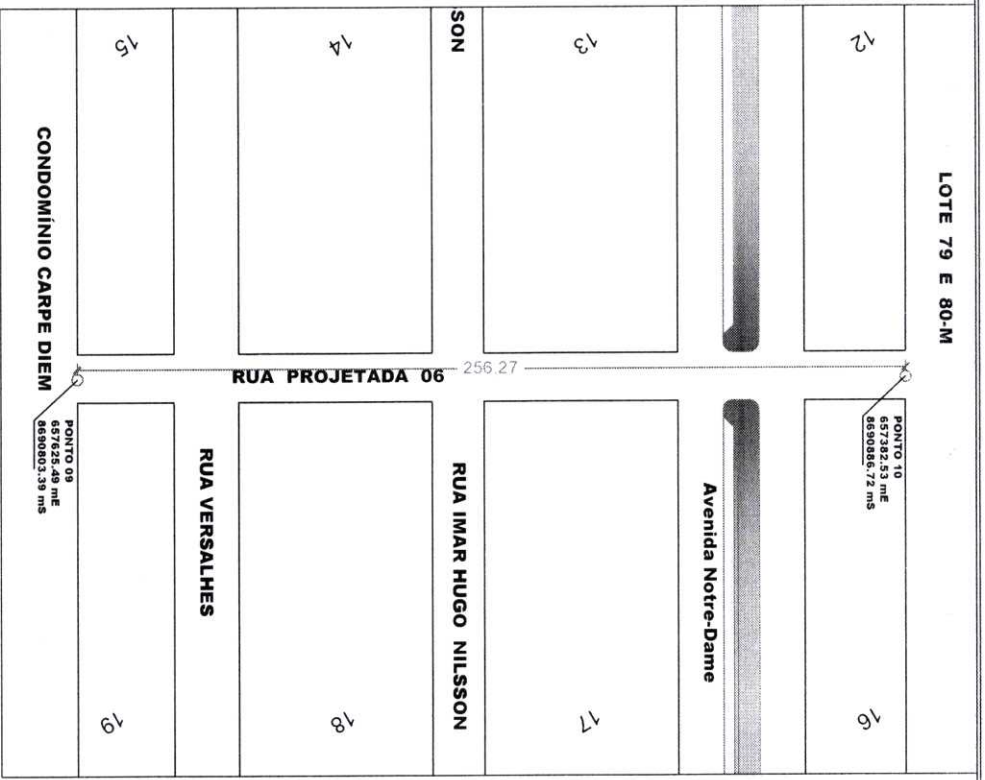 LOTE 79 E 80-M
12
13
SON
14
15
CONDOMÍNIO CARPE DIEM
RUA PROJETADA 06
256.27
PONTO 10
657382.53 mE
8690886.72 mS
PONTO 09
657625.49 mE
8690803.39 mS
Avenida Notre-Dame
RUA IMAR HUGO NILSSON
RUA VERSALHES
16
17
18
19